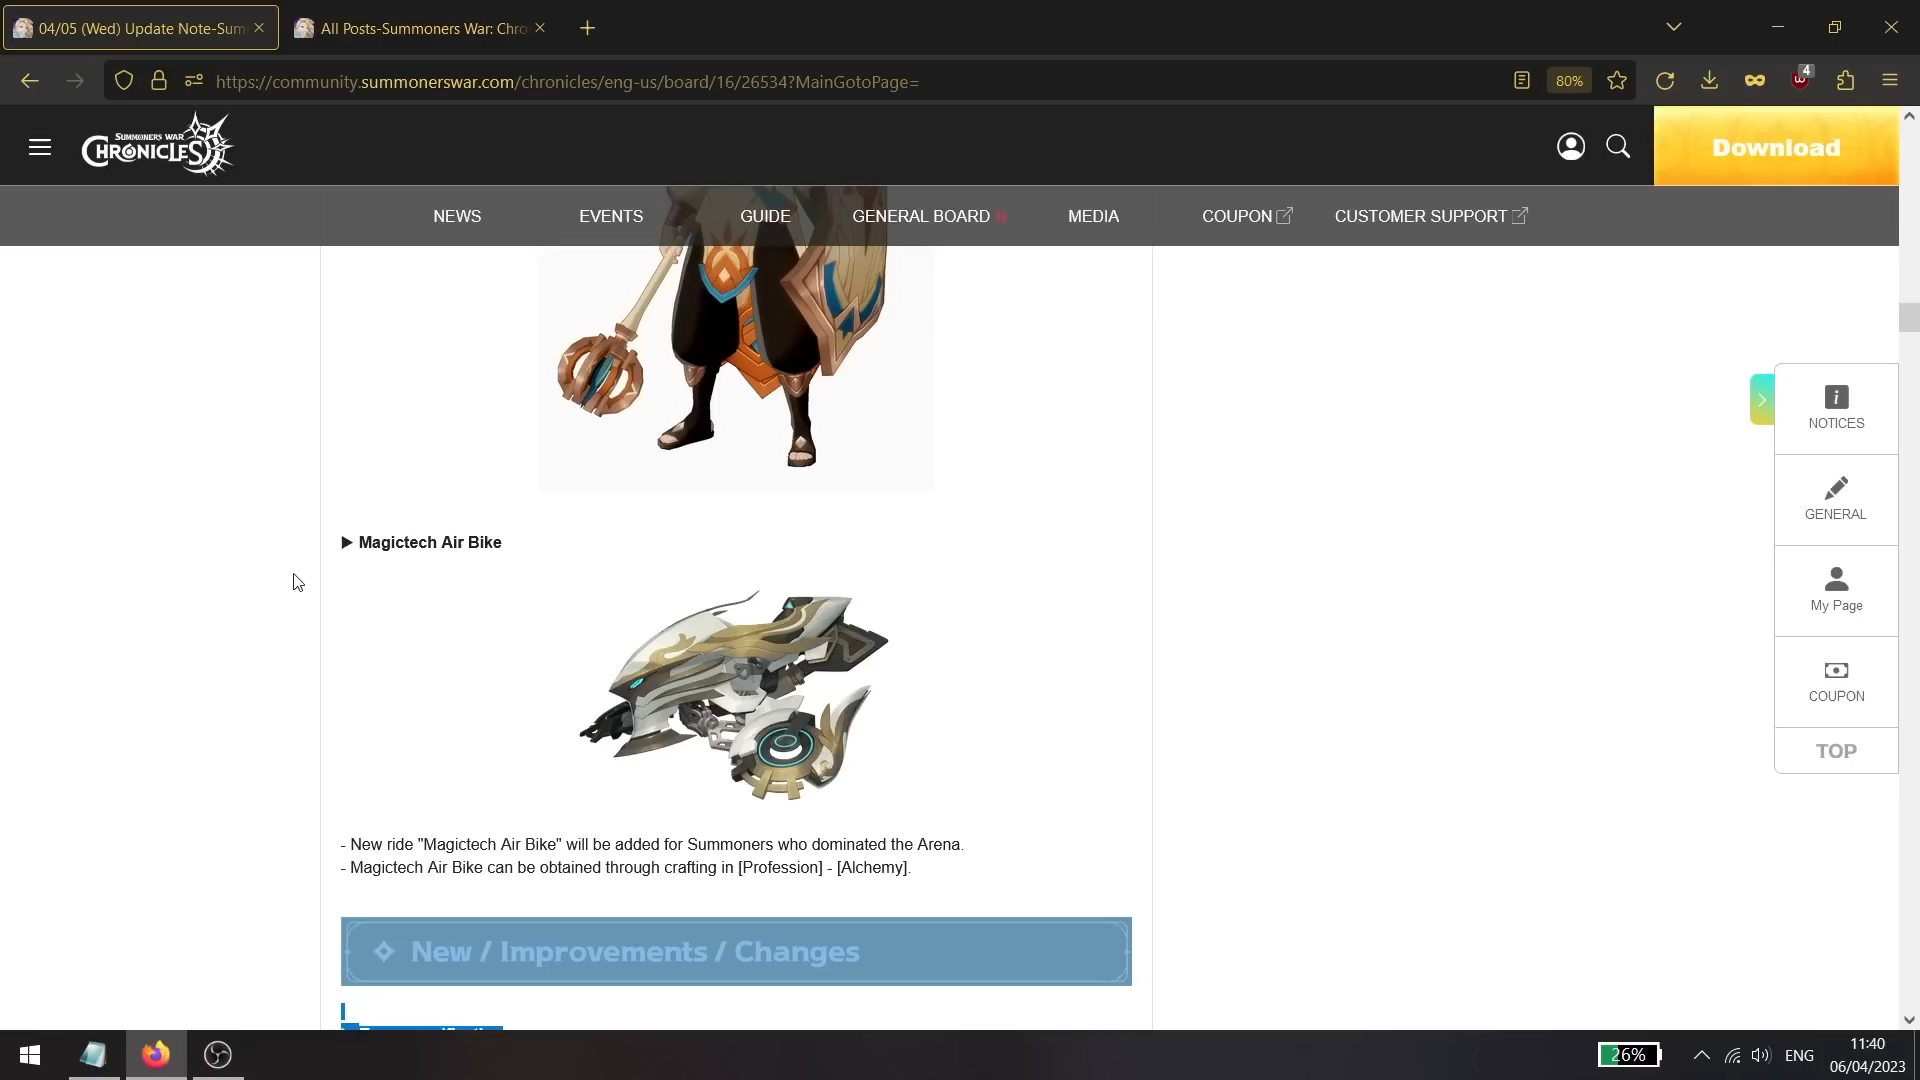 04/05 (Wed) Update Note-Sum
All Posts-Summoners War: Chro
https://community.summonerswar.com/chronicles/eng-us/board/16/26534?MainGotoPage=
80%
4
SUMMONERS WAR
CHRONICLES
Download
NEWS
EVENTS
GUIDE
GENERAL BOARD N
MEDIA
COUPON
CUSTOMER SUPPORT
NOTICES
GENERAL
My Page
COUPON
TOP
▶ Magictech Air Bike
- New ride "Magictech Air Bike" will be added for Summoners who dominated the Arena.
- Magictech Air Bike can be obtained through crafting in [Profession] - [Alchemy].
New / Improvements / Changes
26%
ENG
11:40
06/04/2023